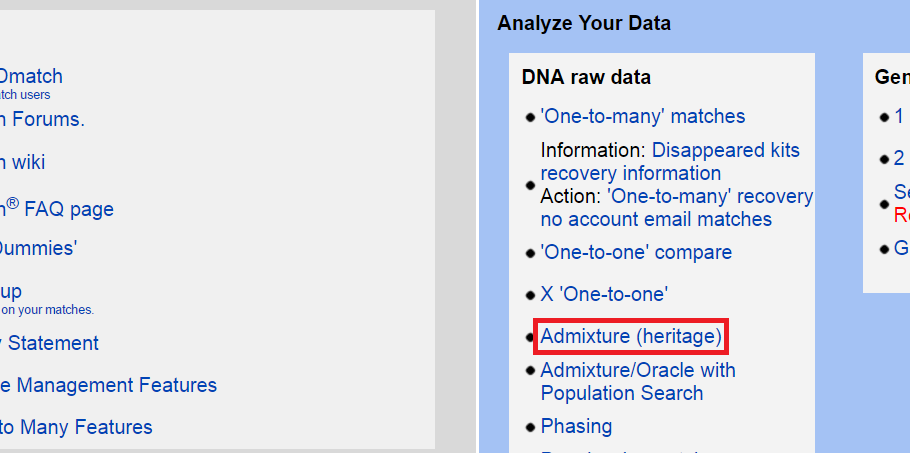 match
tch users
Forums.
wiki
® FAQ page
Dummies'
up
on your matches.
Statement
e Management Features
to Many Features
Analyze Your Data
DNA raw data
'One-to-many' matches
Information: Disappeared kits
recovery information
Action: 'One-to-many' recovery
no account email matches
'One-to-one' compare
X 'One-to-one'
Admixture (heritage)
Admixture/Oracle with
Population Search
Phasing
Gen
1
2
Se
G